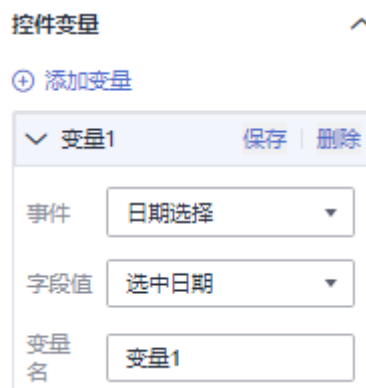 控件变量
添加变量
变量1 保存 删除
事件 日期选择
字段值 选中日期
变量名 变量1